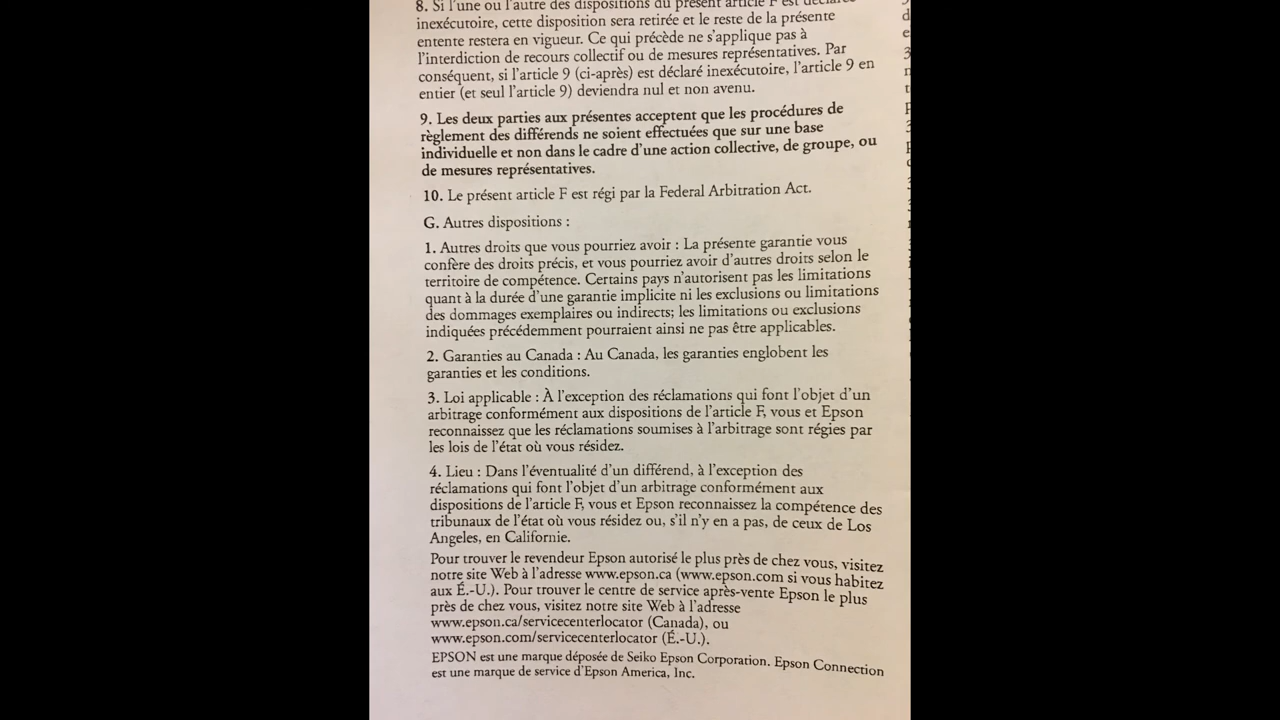 8. Si l'une ou l'autre des dispositions du présent article F est déclarée
inexécutoire, cette disposition sera retirée et le reste de la présente
entente restera en vigueur. Ce qui précède ne s'applique pas à
l'interdiction de recours collectif ou de mesures représentatives. Par
conséquent, si l'article 9 (ci-après) est déclaré inexécutoire, l'article 9 en
entier (et seul l'article 9) deviendra nul et non avenu.
9. Les deux parties aux présentes acceptent que les procédures de
règlement des différends ne soient effectuées que sur une base
individuelle et non dans le cadre d'une action collective, de groupe, ou
de mesures représentatives.
10. Le présent article F est régi par la Federal Arbitration Act.
G. Autres dispositions :
1. Autres droits que vous pourriez avoir : La présente garantie vous
confère des droits précis, et vous pourriez avoir d'autres droits selon le
territoire de compétence. Certains pays n'autorisent pas les limitations
quant à la durée d'une garantie implicite ni les exclusions ou limitations
des dommages exemplaires ou indirects; les limitations ou exclusions
indiquées précédemment pourraient ainsi ne pas être applicables.
2. Garanties au Canada : Au Canada, les garanties englobent les
garanties et les conditions.
3. Loi applicable : À l'exception des réclamations qui font l'objet d'un
arbitrage conformément aux dispositions de l'article F, vous et Epson
reconnaissez que les réclamations soumises à l'arbitrage sont régies par
les lois de l'état où vous résidez.
4. Lieu : Dans l'éventualité d'un différend, à l'exception des
réclamations qui font l'objet d'un arbitrage conformément aux
dispositions de l'article F, vous et Epson reconnaissez la compétence des
tribunaux de l'état où vous résidez ou, s'il n'y en a pas, de ceux de Los
Angeles, en Californie.
Pour trouver le revendeur Epson autorisé le plus près de chez vous, visitez
notre site Web à l'adresse www.epson.ca (www.epson.com si vous habitez
aux É.-U.). Pour trouver le centre de service après-vente Epson le plus
près de chez vous, visitez notre site Web à l'adresse
www.epson.ca/servicecenterlocator (Canada), ou
www.epson.com/servicecenterlocator (É.-U.).
EPSON est une marque déposée de Seiko Epson Corporation. Epson Connection
est une marque de service d'Epson America, Inc.